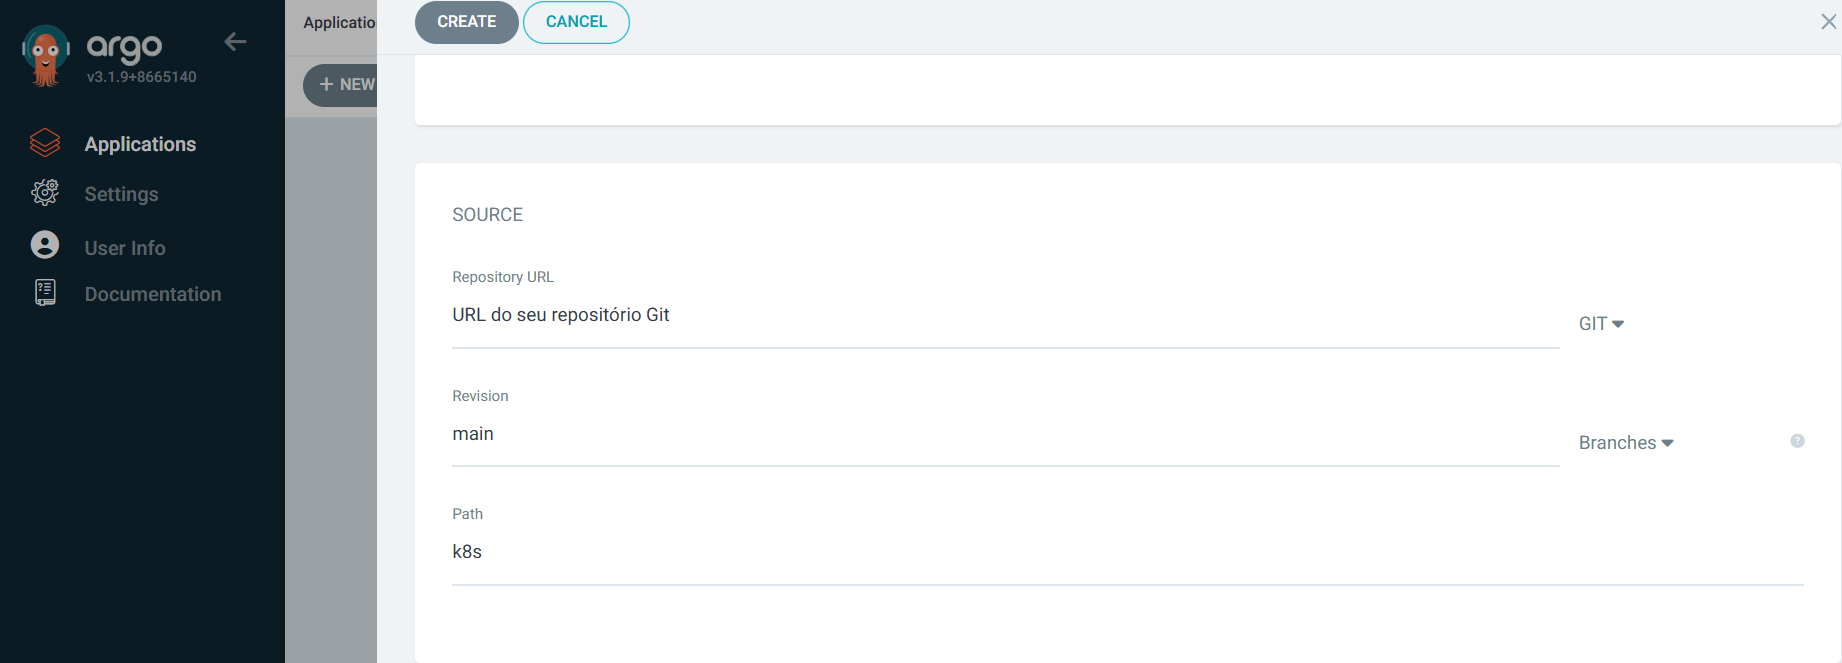 argo
v3.1.9+8665140
Applications
Settings
User Info
Documentation
Applicatio
+ NEW
CREATE
CANCEL
SOURCE
Repository URL
URL do seu repositório Git
GIT
Revision
main
Branches
?
Path
k8s